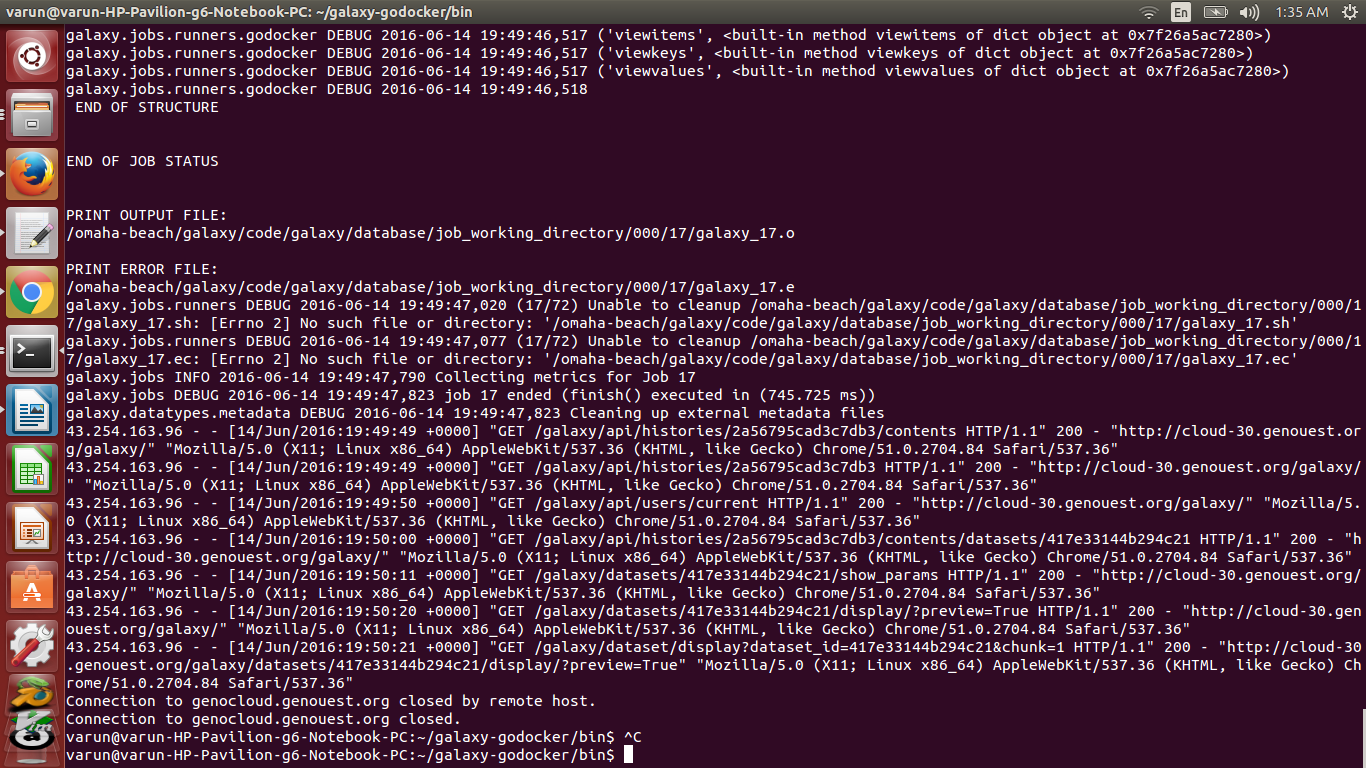 varun@varun-HP-Pavilion-g6-Notebook-PC: ~/galaxy-godocker/bin
En
1:35 AM
galaxy.jobs.runners.godocker DEBUG 2016-06-14 19:49:46,517 ('viewitems', <built-in method viewitems of dict object at 0x7f26a5ac7280>)
galaxy.jobs.runners.godocker DEBUG 2016-06-14 19:49:46,517 ('viewkeys', <built-in method viewkeys of dict object at 0x7f26a5ac7280>)
galaxy.jobs.runners.godocker DEBUG 2016-06-14 19:49:46,517 ('viewvalues', <built-in method viewvalues of dict object at 0x7f26a5ac7280>)
galaxy.jobs.runners.godocker DEBUG 2016-06-14 19:49:46,518
END OF STRUCTURE
END OF JOB STATUS
PRINT OUTPUT FILE:
/omaha-beach/galaxy/code/galaxy/database/job_working_directory/000/17/galaxy_17.o
PRINT ERROR FILE:
/omaha-beach/galaxy/code/galaxy/database/job_working_directory/000/17/galaxy_17.e
galaxy.jobs.runners DEBUG 2016-06-14 19:49:47,020 (17/72) Unable to cleanup /omaha-beach/galaxy/code/galaxy/database/job_working_directory/000/1
7/galaxy_17.sh: [Errno 2] No such file or directory: '/omaha-beach/galaxy/code/galaxy/database/job_working_directory/000/17/galaxy_17.sh'
galaxy.jobs.runners DEBUG 2016-06-14 19:49:47,077 (17/72) Unable to cleanup /omaha-beach/galaxy/code/galaxy/database/job_working_directory/000/1
7/galaxy_17.ec: [Errno 2] No such file or directory: '/omaha-beach/galaxy/code/galaxy/database/job_working_directory/000/17/galaxy_17.ec'
galaxy.jobs INFO 2016-06-14 19:49:47,790 Collecting metrics for Job 17
galaxy.jobs DEBUG 2016-06-14 19:49:47,823 job 17 ended (finish() executed in (745.725 ms))
galaxy.datatypes.metadata DEBUG 2016-06-14 19:49:47,823 Cleaning up external metadata files
43.254.163.96 - - [14/Jun/2016:19:49:49 +0000] "GET /galaxy/api/histories/2a56795cad3c7db3/contents HTTP/1.1" 200 - "http://cloud-30.genouest.or
g/galaxy/" "Mozilla/5.0 (X11; Linux x86_64) AppleWebKit/537.36 (KHTML, like Gecko) Chrome/51.0.2704.84 Safari/537.36"
43.254.163.96 - - [14/Jun/2016:19:49:49 +0000] "GET /galaxy/api/histories/2a56795cad3c7db3 HTTP/1.1" 200 - "http://cloud-30.genouest.org/galaxy/
" "Mozilla/5.0 (X11; Linux x86_64) AppleWebKit/537.36 (KHTML, like Gecko) Chrome/51.0.2704.84 Safari/537.36"
43.254.163.96 - - [14/Jun/2016:19:49:50 +0000] "GET /galaxy/api/users/current HTTP/1.1" 200 - "http://cloud-30.genouest.org/galaxy/" "Mozilla/5.
0 (X11; Linux x86_64) AppleWebKit/537.36 (KHTML, like Gecko) Chrome/51.0.2704.84 Safari/537.36"
43.254.163.96 - - [14/Jun/2016:19:50:00 +0000] "GET /galaxy/api/histories/2a56795cad3c7db3/contents/datasets/417e33144b294c21 HTTP/1.1" 200 - "h
ttp://cloud-30.genouest.org/galaxy/" "Mozilla/5.0 (X11; Linux x86_64) AppleWebKit/537.36 (KHTML, like Gecko) Chrome/51.0.2704.84 Safari/537.36"
43.254.163.96 - - [14/Jun/2016:19:50:11 +0000] "GET /galaxy/datasets/417e33144b294c21/show_params HTTP/1.1" 200 - "http://cloud-30.genouest.org/
galaxy/" "Mozilla/5.0 (X11; Linux x86_64) AppleWebKit/537.36 (KHTML, like Gecko) Chrome/51.0.2704.84 Safari/537.36"
43.254.163.96 - - [14/Jun/2016:19:50:20 +0000] "GET /galaxy/datasets/417e33144b294c21/display/?preview=True HTTP/1.1" 200 - "http://cloud-30.gen
ouest.org/galaxy/" "Mozilla/5.0 (X11; Linux x86_64) AppleWebKit/537.36 (KHTML, like Gecko) Chrome/51.0.2704.84 Safari/537.36"
43.254.163.96 - - [14/Jun/2016:19:50:21 +0000] "GET /galaxy/dataset/display?dataset_id=417e33144b294c21&chunk=1 HTTP/1.1" 200 - "http://cloud-30
.genouest.org/galaxy/datasets/417e33144b294c21/display/?preview=True" "Mozilla/5.0 (X11; Linux x86_64) AppleWebKit/537.36 (KHTML, like Gecko) Ch
rome/51.0.2704.84 Safari/537.36"
Connection to genocloud.genouest.org closed by remote host.
Connection to genocloud.genouest.org closed.
varun@varun-HP-Pavilion-g6-Notebook-PC:~/galaxy-godocker/bin$ ^C
varun@varun-HP-Pavilion-g6-Notebook-PC:~/galaxy-godocker/bin$